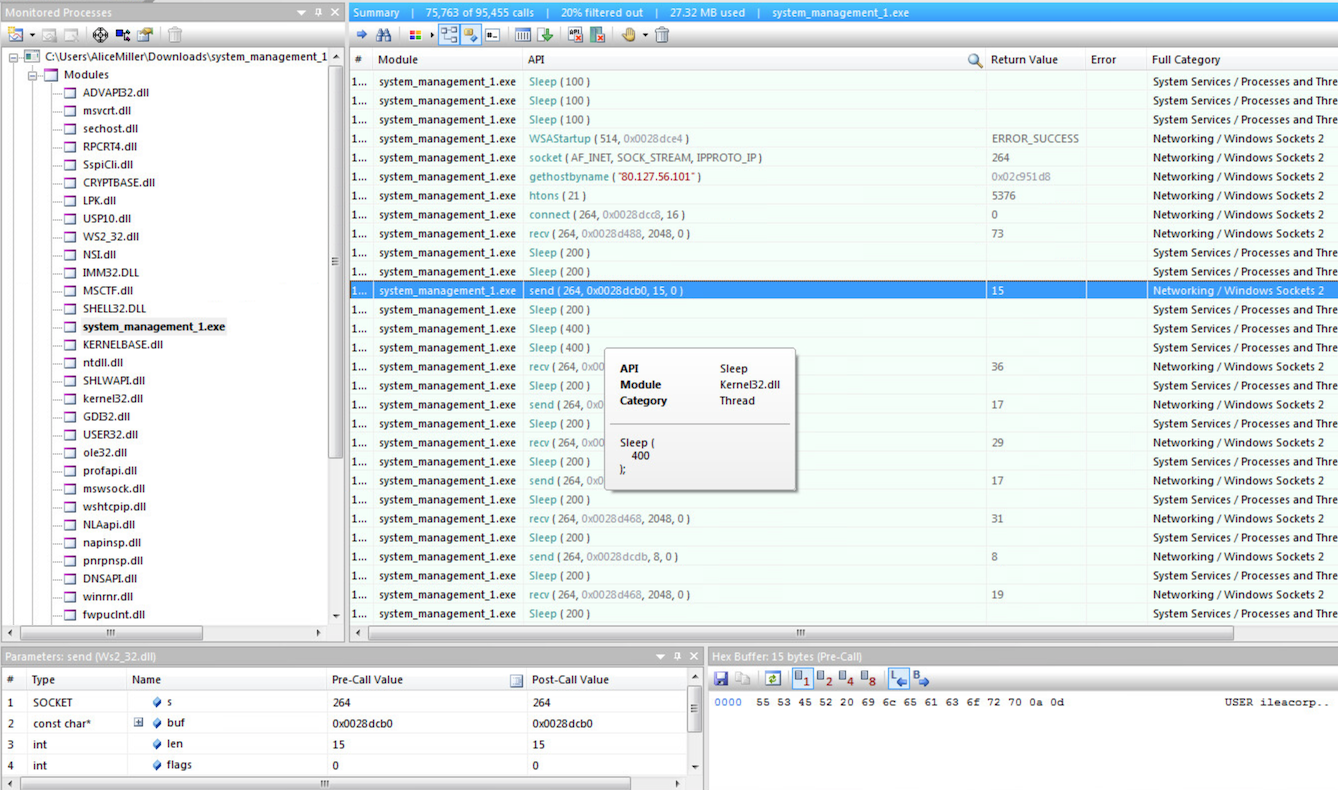 Monitored Processes
C:\Users\AliceMiller\Downloads\system_management_1
Modules
ADVAPI32.dll
msvcrt.dll
sechost.dll
RPCRT4.dll
SspiCli.dll
CRYPTBASE.dll
LPK.dll
USP10.dll
WS2_32.dll
NSI.dll
IMM32.DLL
MSCTF.dll
SHELL32.DLL
system_management_1.exe
KERNELBASE.dll
ntdll.dll
SHLWAPI.dll
kernel32.dll
GDI32.dll
USER32.dll
ole32.dll
profapi.dll
mswsock.dll
wshtcpip.dll
NLAapi.dll
napinsp.dll
pnrpnsp.dll
DNSAPI.dll
winrnr.dll
fwpuclnt.dll
Summary | 75,763 of 95,455 calls | 20% filtered out | 27.32 MB used | system_management_1.exe
# Module API Return Value Error Full Category
1... system_management_1.exe Sleep ( 100 ) System Services / Processes and Thre
1... system_management_1.exe Sleep ( 100 ) System Services / Processes and Thre
1... system_management_1.exe Sleep ( 100 ) System Services / Processes and Thre
1... system_management_1.exe WSAStartup ( 514, 0x0028dce4 ) ERROR_SUCCESS Networking / Windows Sockets 2
1... system_management_1.exe socket ( AF_INET, SOCK_STREAM, IPPROTO_IP ) 264 Networking / Windows Sockets 2
1... system_management_1.exe gethostbyname ( "80.127.56.101" ) 0x02c951d8 Networking / Windows Sockets 2
1... system_management_1.exe htons ( 21 ) 5376 Networking / Windows Sockets 2
1... system_management_1.exe connect ( 264, 0x0028dcc8, 16 ) 0 Networking / Windows Sockets 2
1... system_management_1.exe recv ( 264, 0x0028d488, 2048, 0 ) 73 Networking / Windows Sockets 2
1... system_management_1.exe Sleep ( 200 ) System Services / Processes and Thre
1... system_management_1.exe Sleep ( 200 ) System Services / Processes and Thre
1... system_management_1.exe send ( 264, 0x0028dcb0, 15, 0 ) 15 Networking / Windows Sockets 2
1... system_management_1.exe Sleep ( 200 ) System Services / Processes and Thre
1... system_management_1.exe Sleep ( 400 ) System Services / Processes and Thre
1... system_management_1.exe Sleep ( 400 ) System Services / Processes and Thre
1... system_management_1.exe recv ( 264, 0x00 36 Networking / Windows Sockets 2
1... system_management_1.exe Sleep ( 200 ) System Services / Processes and Thre
1... system_management_1.exe send ( 264, 0x0 17 Networking / Windows Sockets 2
1... system_management_1.exe Sleep ( 200 ) System Services / Processes and Thre
1... system_management_1.exe recv ( 264, 0x00 29 Networking / Windows Sockets 2
1... system_management_1.exe Sleep ( 200 ) System Services / Processes and Thre
1... system_management_1.exe send ( 264, 0x0 17 Networking / Windows Sockets 2
1... system_management_1.exe Sleep ( 200 ) System Services / Processes and Thre
1... system_management_1.exe recv ( 264, 0x0028d468, 2048, 0 ) 31 Networking / Windows Sockets 2
1... system_management_1.exe Sleep ( 200 ) System Services / Processes and Thre
1... system_management_1.exe send ( 264, 0x0028dcdb, 8, 0 ) 8 Networking / Windows Sockets 2
1... system_management_1.exe Sleep ( 200 ) System Services / Processes and Thre
1... system_management_1.exe recv ( 264, 0x0028d468, 2048, 0 ) 19 Networking / Windows Sockets 2
1... system_management_1.exe Sleep ( 200 ) System Services / Processes and Thre
API Sleep
Module Kernel32.dll
Category Thread
Sleep (
400
);
Parameters: send (Ws2_32.dll)
# Type Name Pre-Call Value Post-Call Value
1 SOCKET s 264 264
2 const char* buf 0x0028dcb0 0x0028dcb0
3 int len 15 15
4 int flags 0 0
Hex Buffer: 15 bytes (Pre-Call)
1 2 4 8 L B
0000 55 53 45 52 20 69 6c 65 61 63 6f 72 70 0a 0d USER ileacorp..